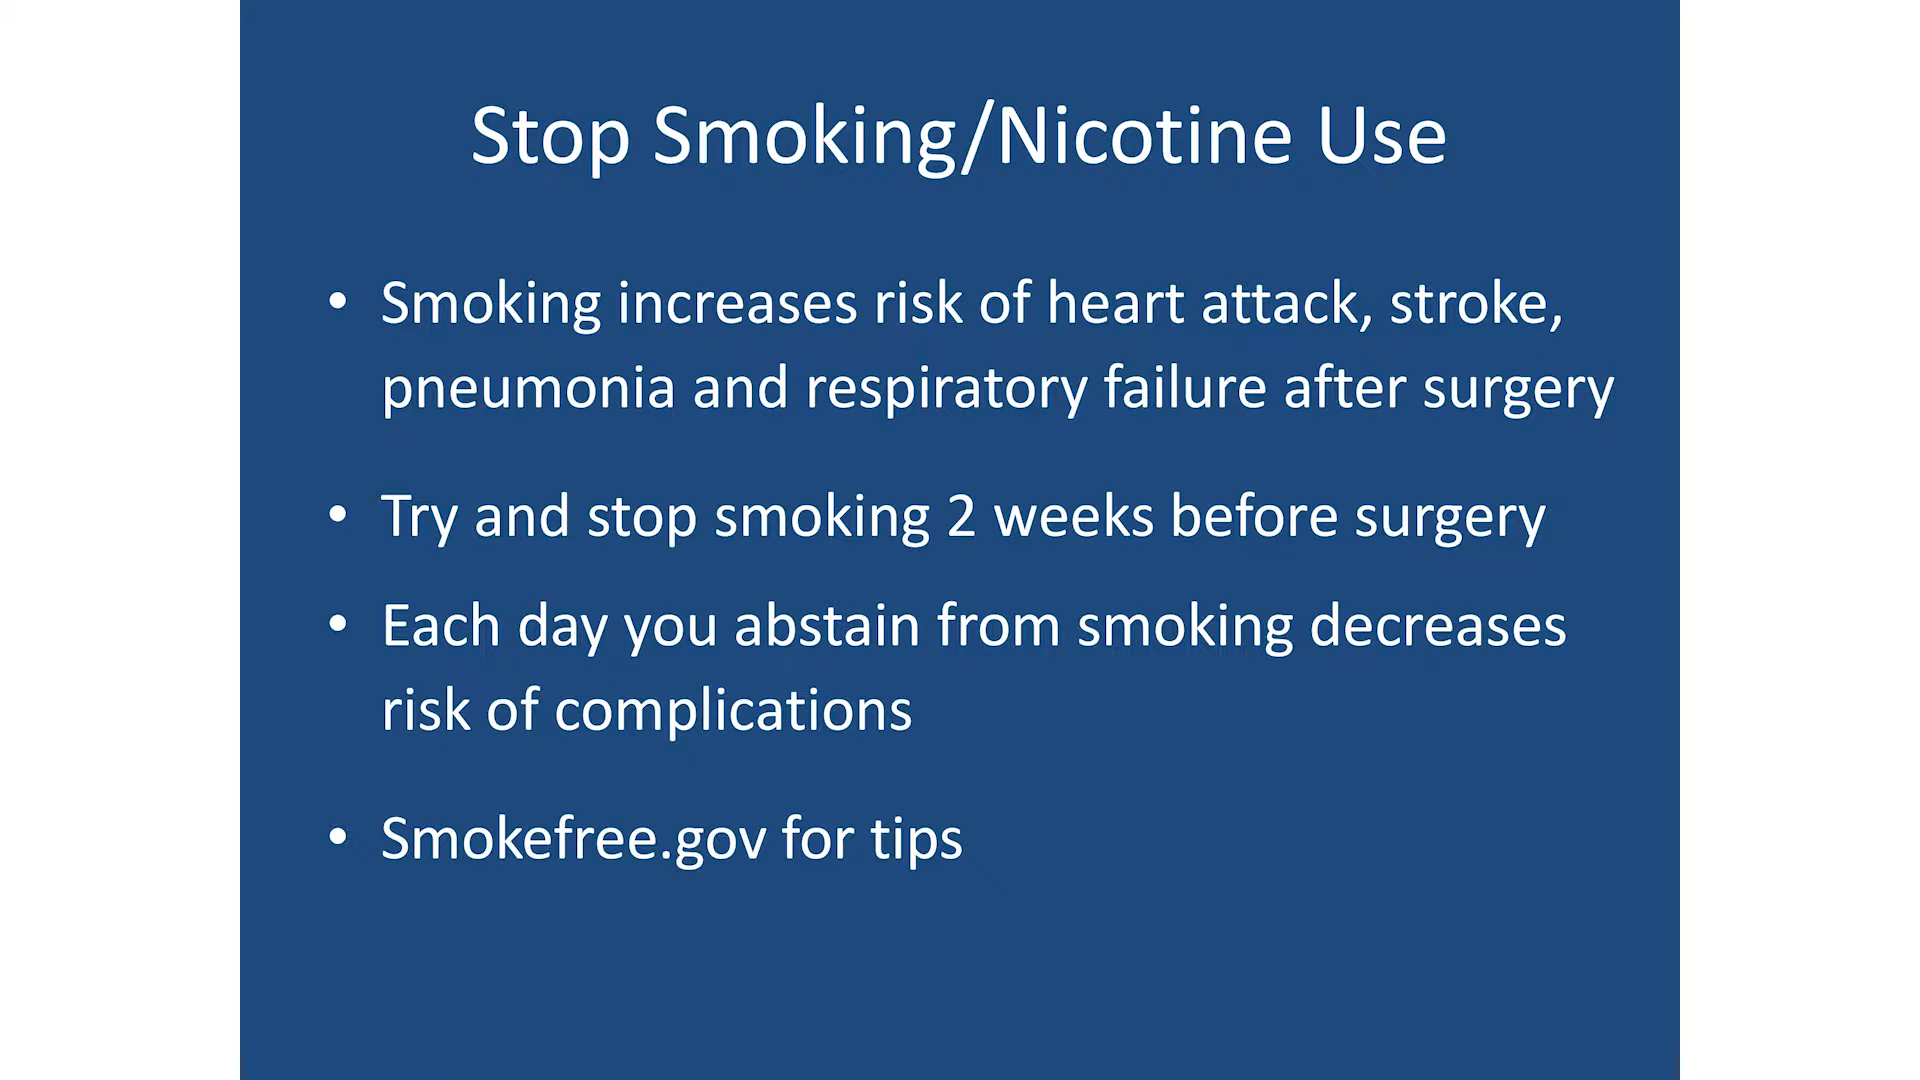 Stop Smoking/Nicotine Use
• Smoking increases risk of heart attack, stroke,
pneumonia and respiratory failure after surgery
• Try and stop smoking 2 weeks before surgery
• Each day you abstain from smoking decreases
risk of complications
• Smokefree.gov for tips